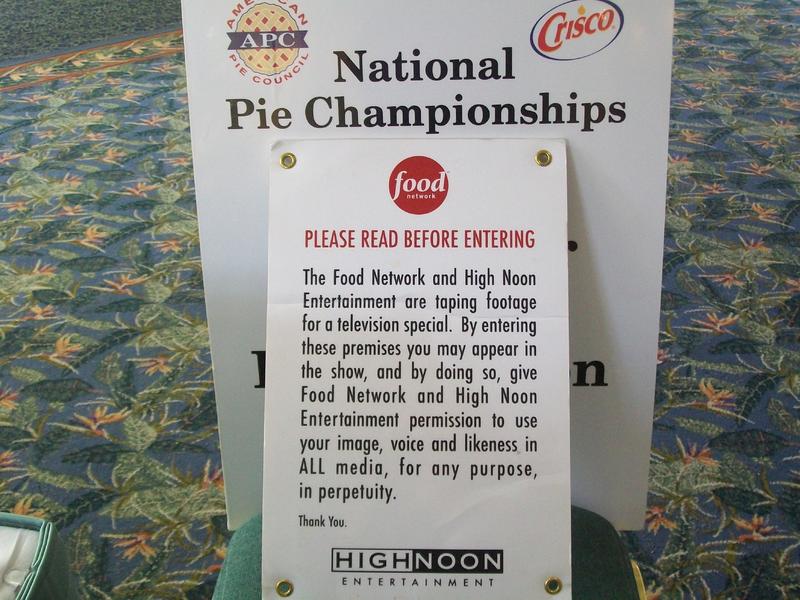 AMERICAN
APC
PIE COUNCIL
Crisco
National
Pie Championships
food
network
PLEASE READ BEFORE ENTERING
The Food Network and High Noon
Entertainment are taping footage
for a television special. By entering
these premises you may appear in
the show, and by doing so, give
Food Network and High Noon
Entertainment permission to use
your image, voice and likeness in
ALL media, for any purpose,
in perpetuity.
Thank You.
HIGHNOON
ENTERTAINMENT